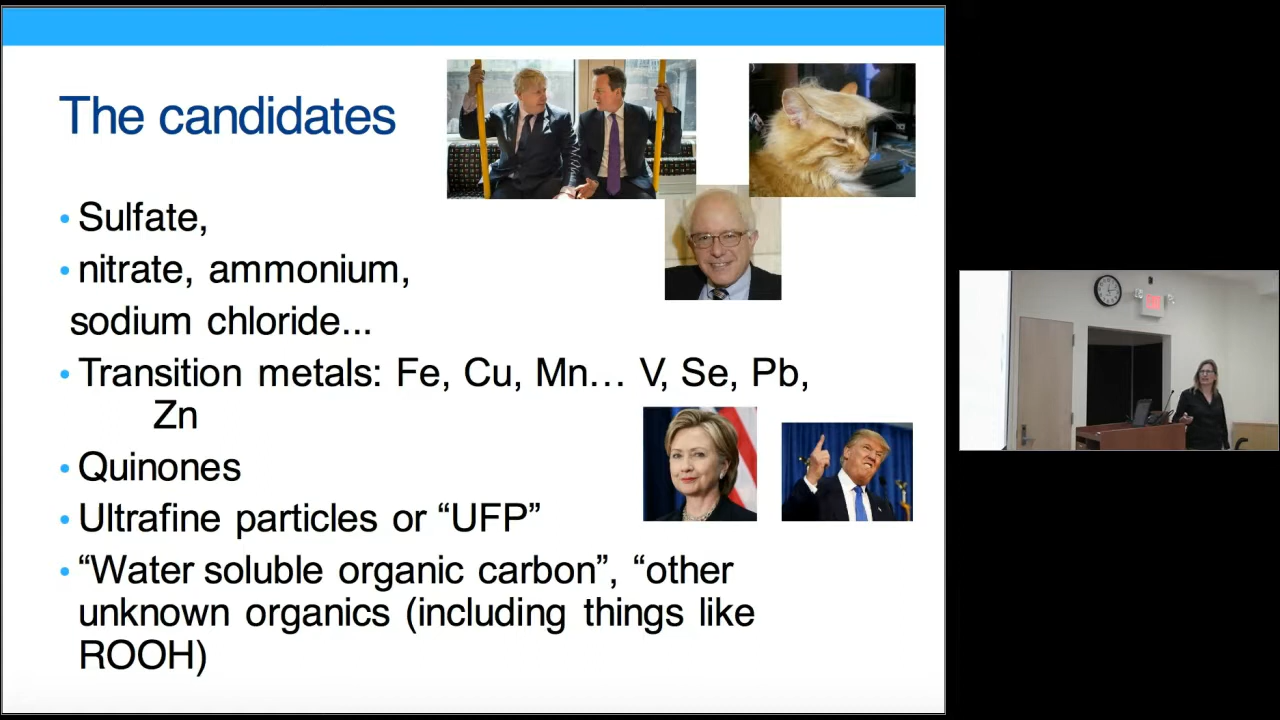 The candidates
• Sulfate,
• nitrate, ammonium,
sodium chloride...
• Transition metals: Fe, Cu, Mn… V, Se, Pb,
Zn
• Quinones
• Ultrafine particles or “UFP”
• “Water soluble organic carbon”, “other
unknown organics (including things like
ROOH)